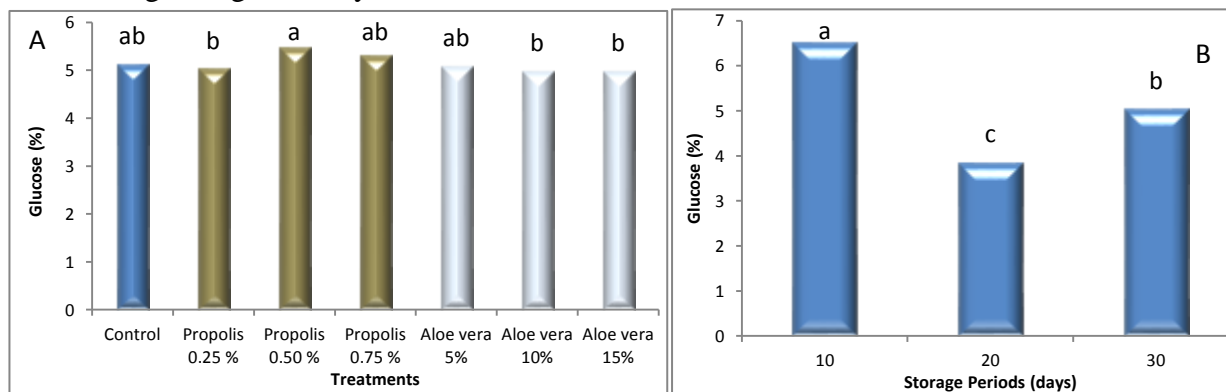 A
Glucose (%)
6
5
4
3
2
1
0
ab
b
a
ab
ab
b
b
Control
Propolis 0.25 %
Propolis 0.50 %
Propolis 0.75 %
Aloe vera 5%
Aloe vera 10%
Aloe vera 15%
Treatments
B
Glucose (%)
7
6
5
4
3
2
1
0
a
c
b
10
20
30
Storage Periods (days)